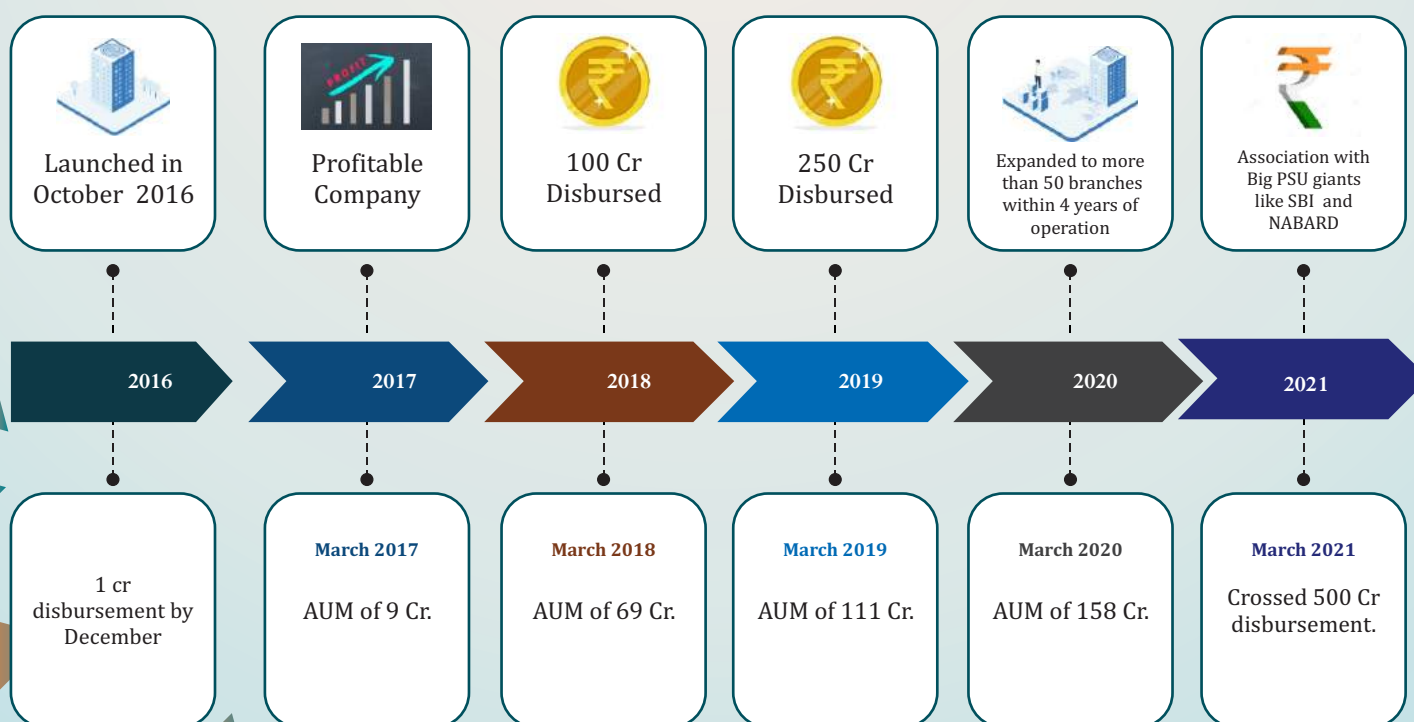 PROFIT
Launched in
October 2016
Profitable
Company
100 Cr
Disbursed
250 Cr
Disbursed
Expanded to more
than 50 branches
within 4 years of
operation
Association with
Big PSU giants
like SBI and
NABARD
2016
2017
2018
2019
2020
2021
1 cr
disbursement by
December
March 2017
AUM of 9 Cr.
March 2018
AUM of 69 Cr.
March 2019
AUM of 111 Cr.
March 2020
AUM of 158 Cr.
March 2021
Crossed 500 Cr
disbursement.